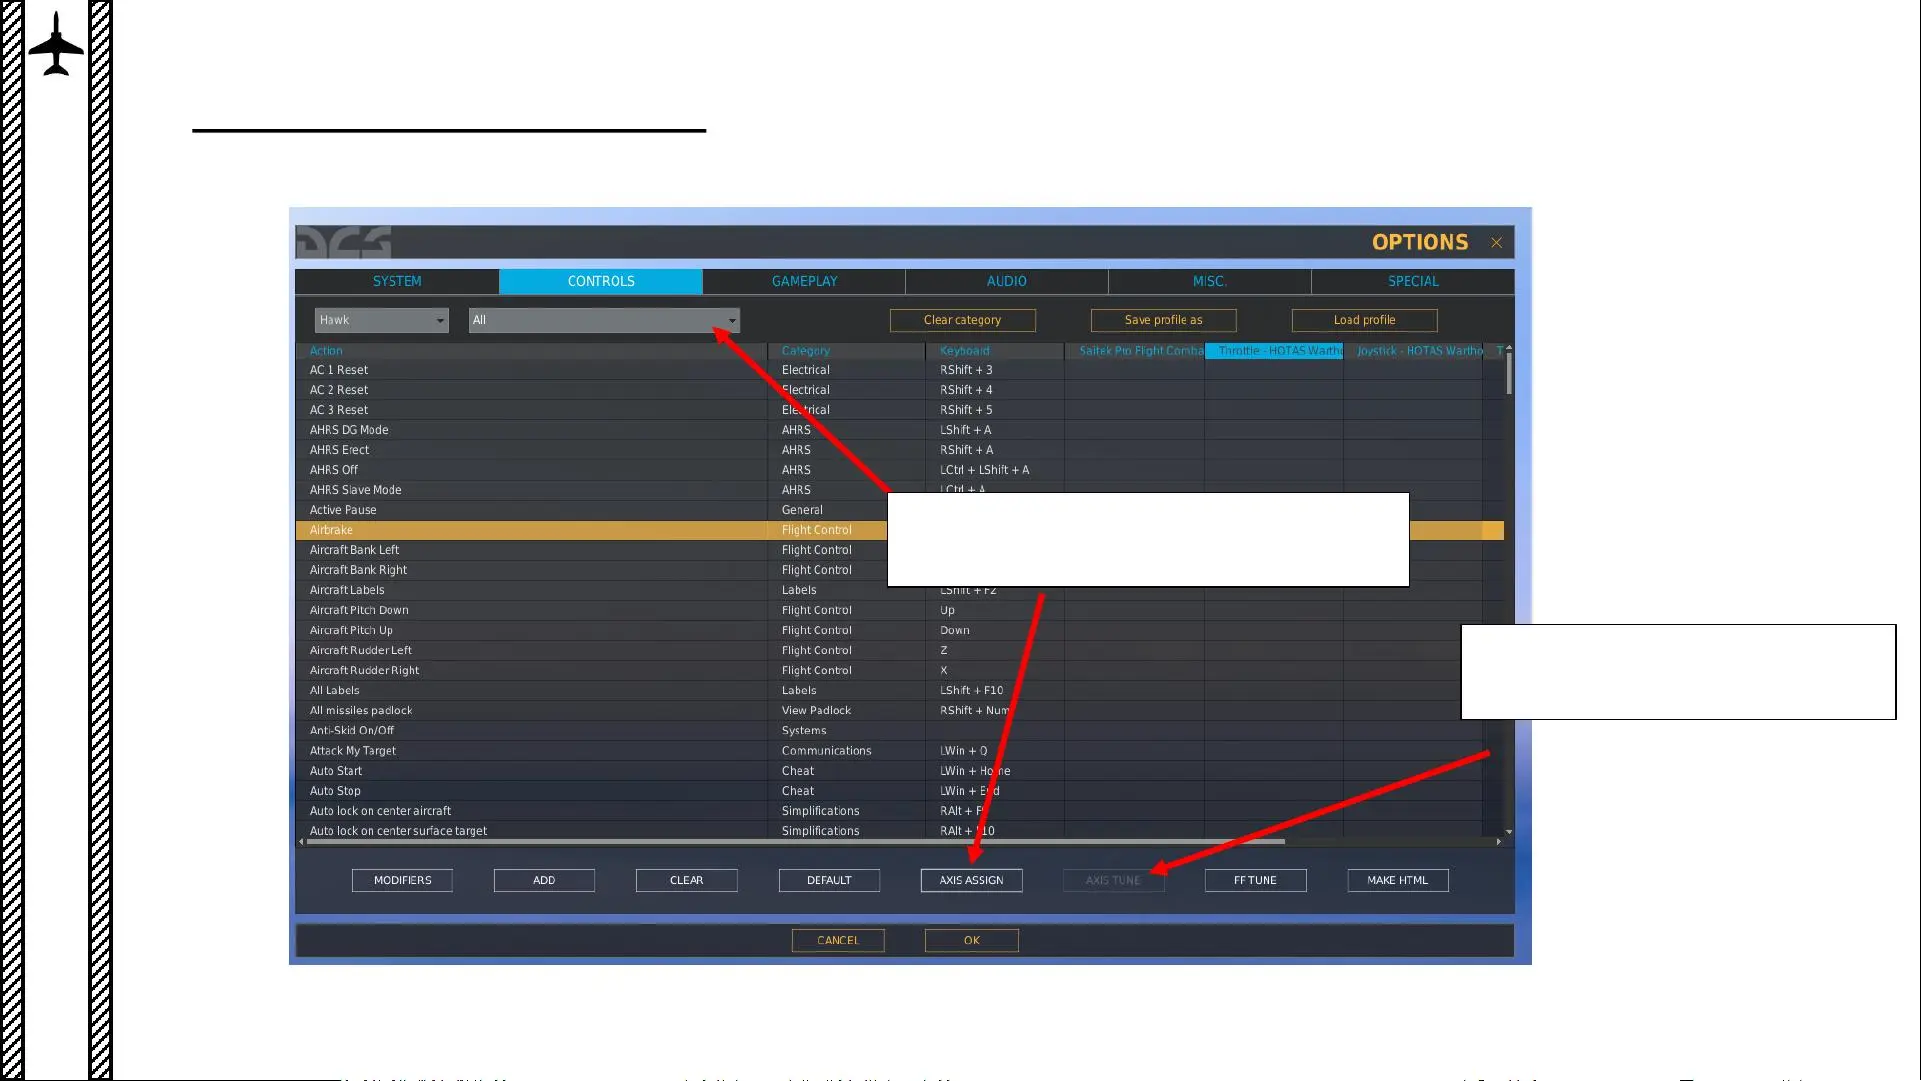 DCS
OPTIONS
SYSTEM CONTROLS GAMEPLAY AUDIO MISC. SPECIAL
Hawk All Clear category Save profile as Load profile
Action Category Keyboard Saitek Pro Flight Comba Throttle - HOTAS Wartho Joystick - HOTAS Wartho T
AC 1 Reset Electrical RShift + 3
AC 2 Reset Electrical RShift + 4
AC 3 Reset Electrical RShift + 5
AHRS DG Mode AHRS LShift + A
AHRS Erect AHRS RShift + A
AHRS Off AHRS LCtrl + LShift + A
AHRS Slave Mode AHRS LCtrl + A
Active Pause General
Airbrake Flight Control
Aircraft Bank Left Flight Control
Aircraft Bank Right Flight Control
Aircraft Labels Labels LShift + F2
Aircraft Pitch Down Flight Control Up
Aircraft Pitch Up Flight Control Down
Aircraft Rudder Left Flight Control Z
Aircraft Rudder Right Flight Control X
All Labels Labels LShift + F10
All missiles padlock View Padlock RShift + Num
Anti-Skid On/Off Systems
Attack My Target Communications LWin + Q
Auto Start Cheat LWin + Home
Auto Stop Cheat LWin + End
Auto lock on center aircraft Simplifications RAlt +
Auto lock on center surface target Simplifications RAlt + F10
MODIFIERS ADD CLEAR DEFAULT AXIS ASSIGN AXIS TUNE FF TUNE MAKE HTML
CANCEL OK